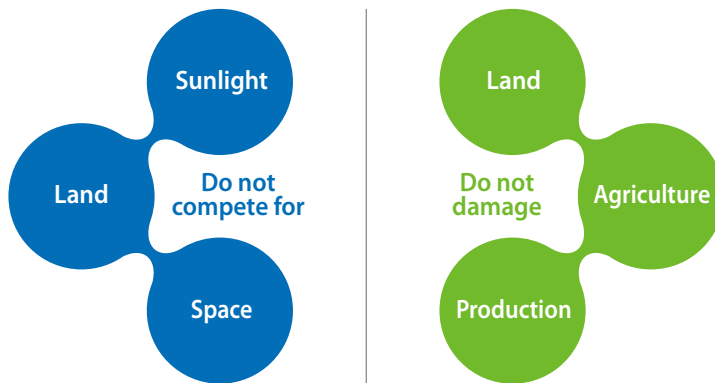 Sunlight
Land
Do not
compete for
Space
Land
Do not
damage
Agriculture
Production